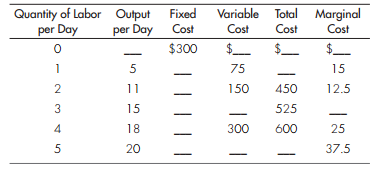 Quantity of Labor Output Fixed Variable Total Marginal
per Day per Day Cost Cost Cost Cost
0 ___ $300 $___ $___ $___
1 5 ___ 75 ___ 15
2 11 ___ 150 450 12.5
3 15 ___ ___ 525 ___
4 18 ___ 300 600 25
5 20 ___ ___ ___ 37.5